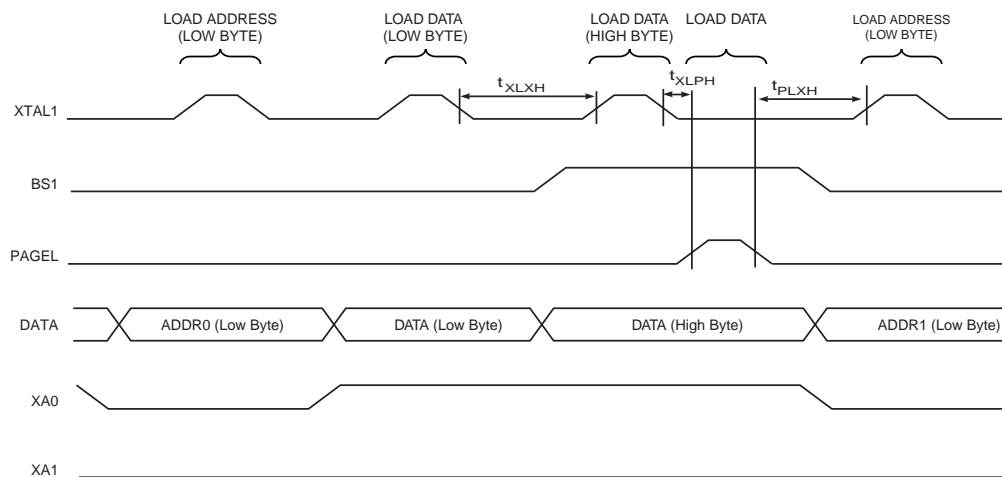 LOAD ADDRESS
(LOW BYTE)
LOAD DATA
(LOW BYTE)
LOAD DATA
(HIGH BYTE)
LOAD DATA
LOAD ADDRESS
(LOW BYTE)
XTAL1
tXLXH
tXLPH
tPLXH
BS1
PAGEL
DATA
ADDR0 (Low Byte)
DATA (Low Byte)
DATA (High Byte)
ADDR1 (Low Byte)
XA0
XA1